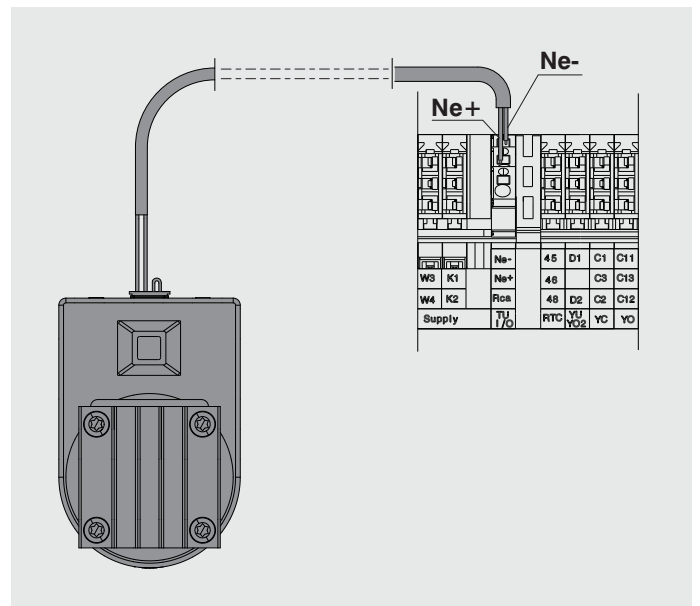 Ne-
Ne+
Ne- 45 D1 C1 C11
W3 K1 Ne+ 46 C3 C13
W4 K2 Rca 48 D2 C2 C12
Supply TU I/O RTC YU YO2 YC YO